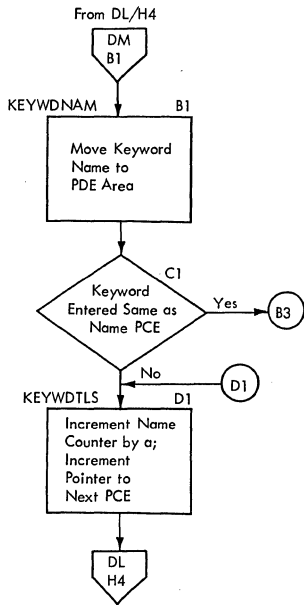 From DL/H4
DM
B1
KEYWDNAM
B1
Move Keyword
Name to
PDE Area
C1
Keyword
Entered Same as
Name PCE
Yes
B3
No
D1
KEYWDTLS
D1
Increment Name
Counter by a;
Increment
Pointer to
Next PCE
DL
H4